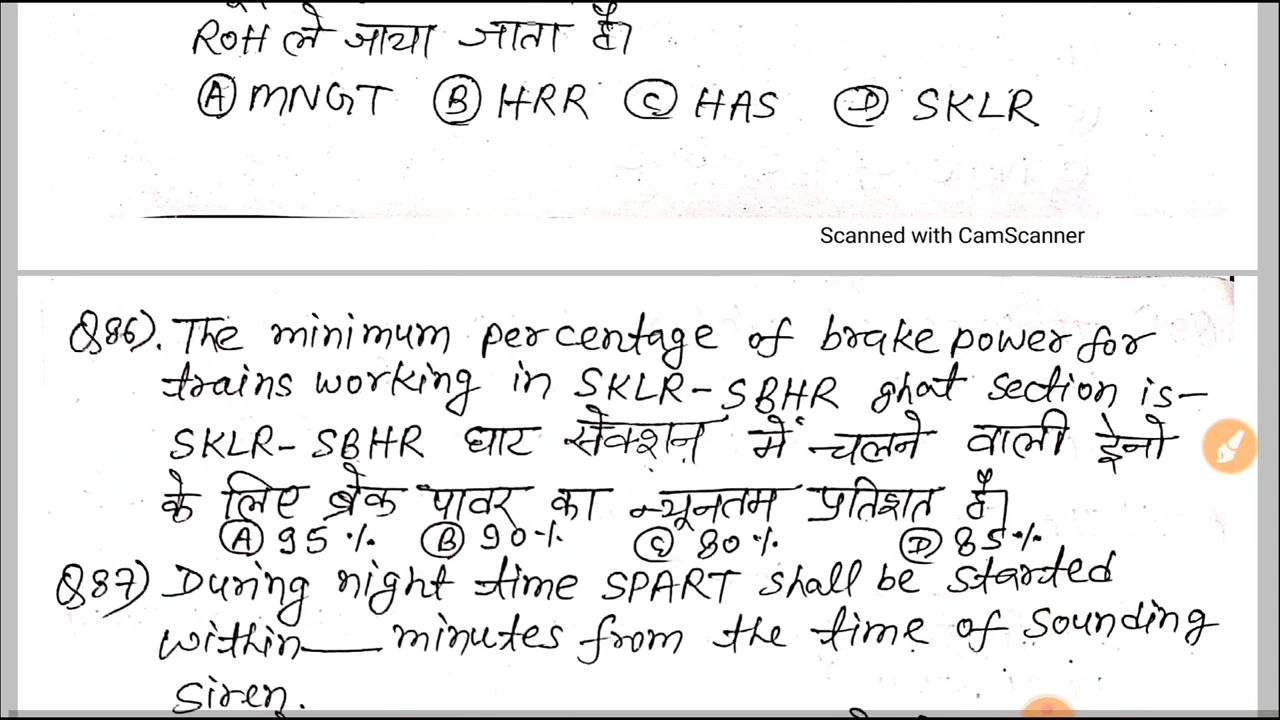 ROH ले जाया जाता है।
Ⓐ MNGT Ⓑ HRR Ⓒ HAS Ⓓ SKLR
Scanned with CamScanner
Q86). The minimum percentage of brake power for
trains working in SKLR-SBHR ghat section is-
SKLR-SBHR घाट सेक्शन में चलने वाली ट्रेनो
के लिए ब्रेक पावर का न्यूनतम प्रतिशत है।
Ⓐ 95% Ⓑ 90% Ⓒ 80% Ⓓ 85%
Q87) During night time SPART shall be started
within___ minutes from the time of sounding
siren.